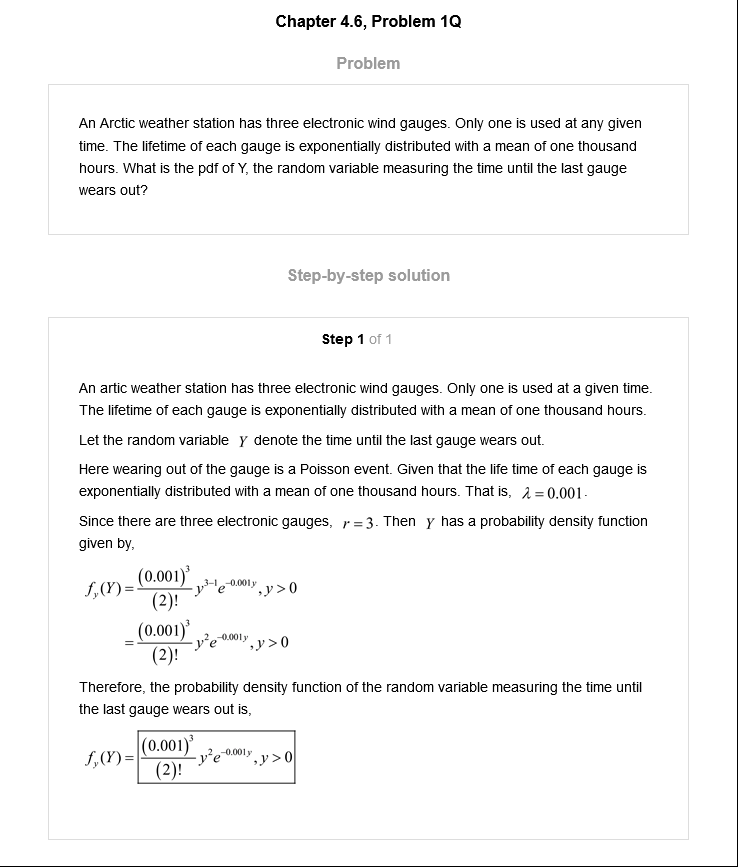 Chapter 4.6, Problem 1Q
Problem
An Arctic weather station has three electronic wind gauges. Only one is used at any given
time. The lifetime of each gauge is exponentially distributed with a mean of one thousand
hours. What is the pdf of Y, the random variable measuring the time until the last gauge
wears out?
Step-by-step solution
Step 1 of 1
An artic weather station has three electronic wind gauges. Only one is used at a given time.
The lifetime of each gauge is exponentially distributed with a mean of one thousand hours.
Let the random variable Y denote the time until the last gauge wears out.
Here wearing out of the gauge is a Poisson event. Given that the life time of each gauge is
exponentially distributed with a mean of one thousand hours. That is, λ = 0.001.
Since there are three electronic gauges, r = 3. Then Y has a probability density function
given by,
f_y(Y) = (0.001)^3/(2)! y^(3-1) e^(-0.001y), y > 0
= (0.001)^3/(2)! y^2 e^(-0.001y), y > 0
Therefore, the probability density function of the random variable measuring the time until
the last gauge wears out is,
f_y(Y) = (0.001)^3/(2)! y^2 e^(-0.001y), y > 0